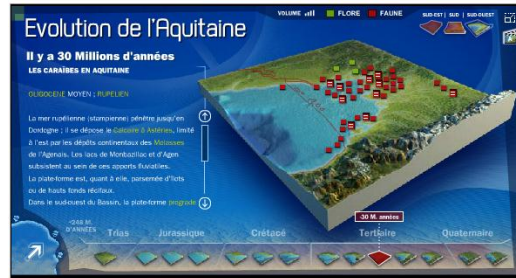 VOLUME FLORE FAUNE SUD EST | SUD | SUD OUEST
Evolution de l'Aquitaine
Il y a 30 Millions d'années
LES CARAÏBES EN AQUITAINE
OLIGOCENE MOYEN ; RUPELIEN
La mer rupélienne (stampienne) pénètre jusqu'en
Dordogne ; il se dépose le Calcaire à Astéries, limité
à l'est par les dépôts continentaux des Molasses
de l'Agenais. Les lacs de Monbazillac et d'Agen
subsistent au sein de ces apports fluviatiles.
La plate-forme est, quant à elle, parsemée d'îlots
ou de hauts fonds récifaux.
Dans le sud-ouest du Bassin, la plateforme prograde
-30 M. années
-248 M.
D'ANNÉES
Trias Jurassique Crétacé Tertiaire Quaternaire